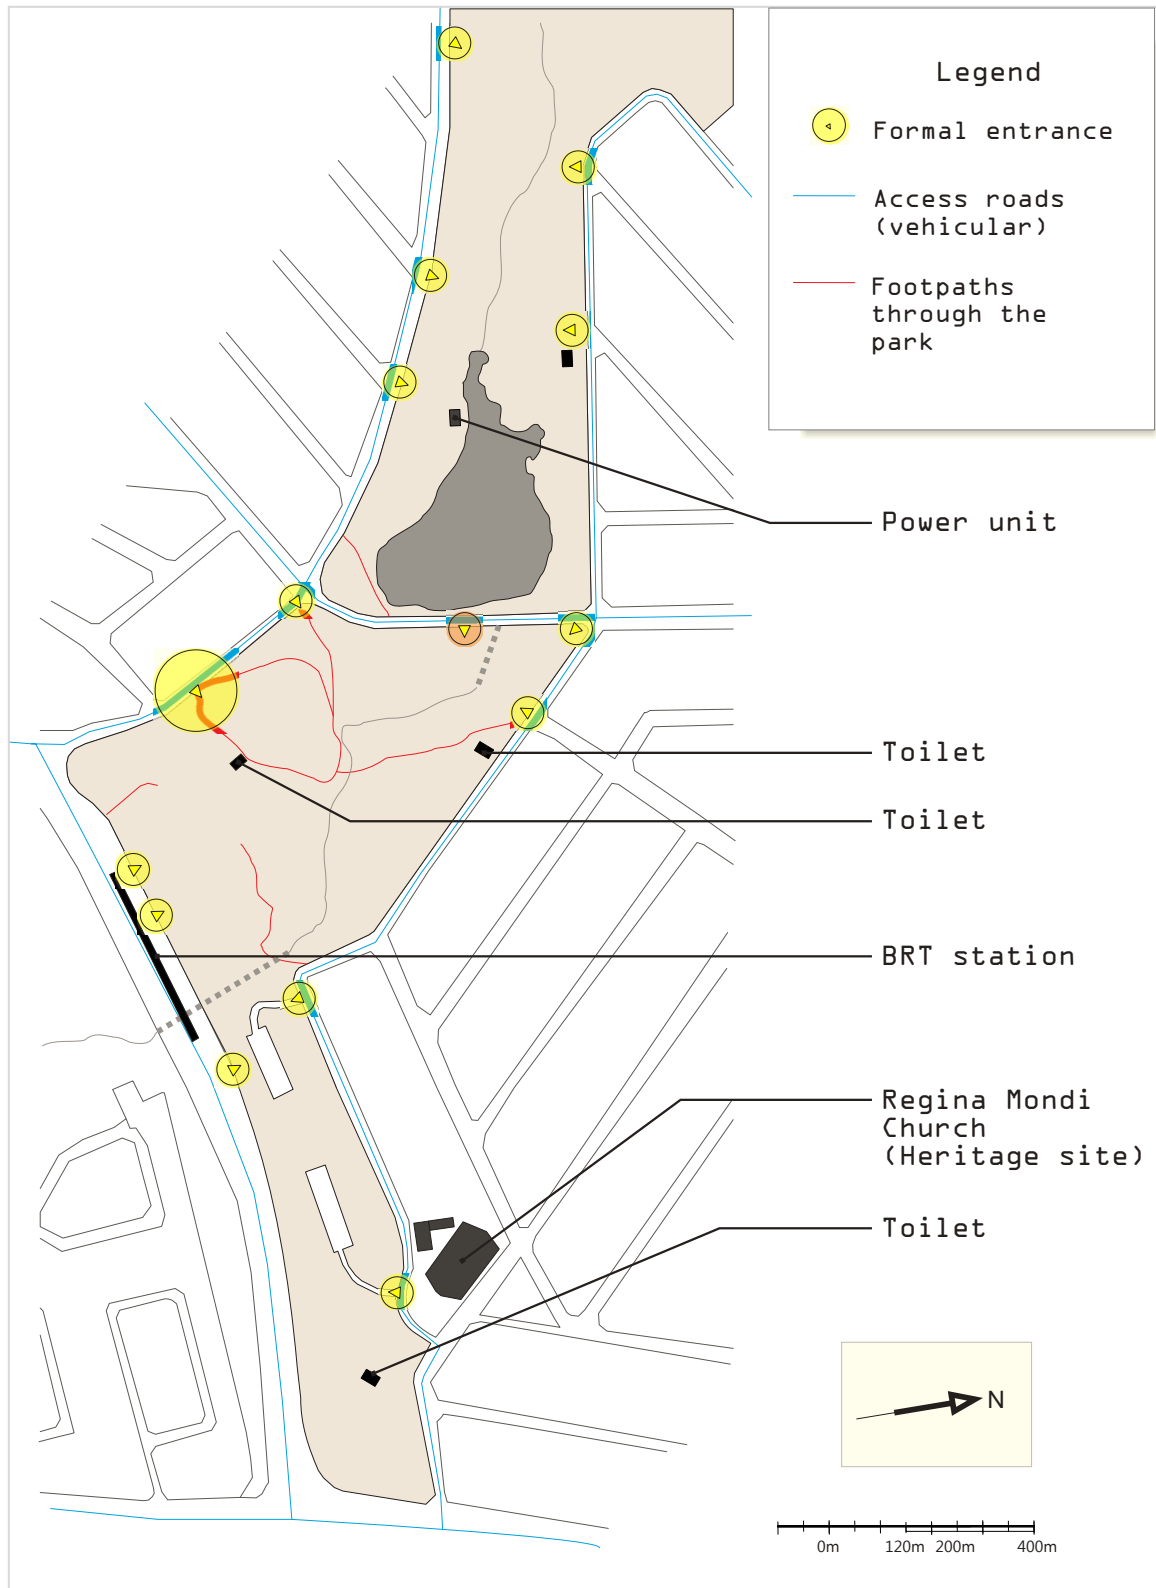 Legend
Formal entrance
Access roads
(vehicular)
Footpaths
through the
park
Power unit
Toilet
Toilet
BRT station
Regina Mondi
Church
(Heritage site)
Toilet
N
0m 120m 200m 400m